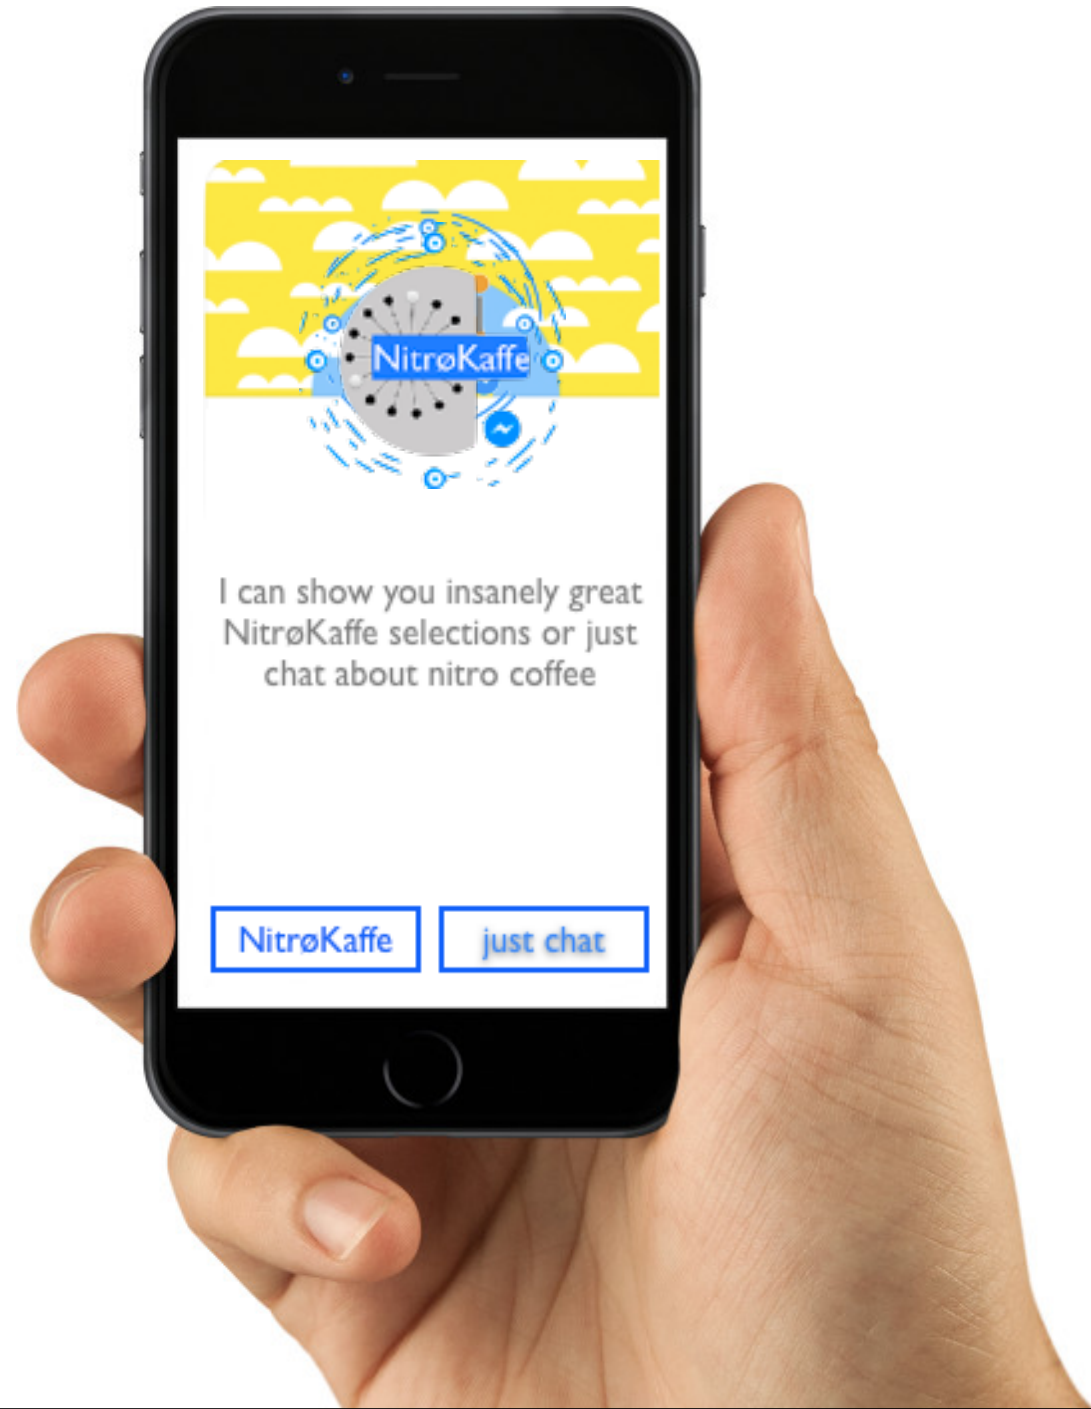 NitrøKaffe
I can show you insanely great
NitrøKaffe selections or just
chat about nitro coffee
NitrøKaffe
just chat